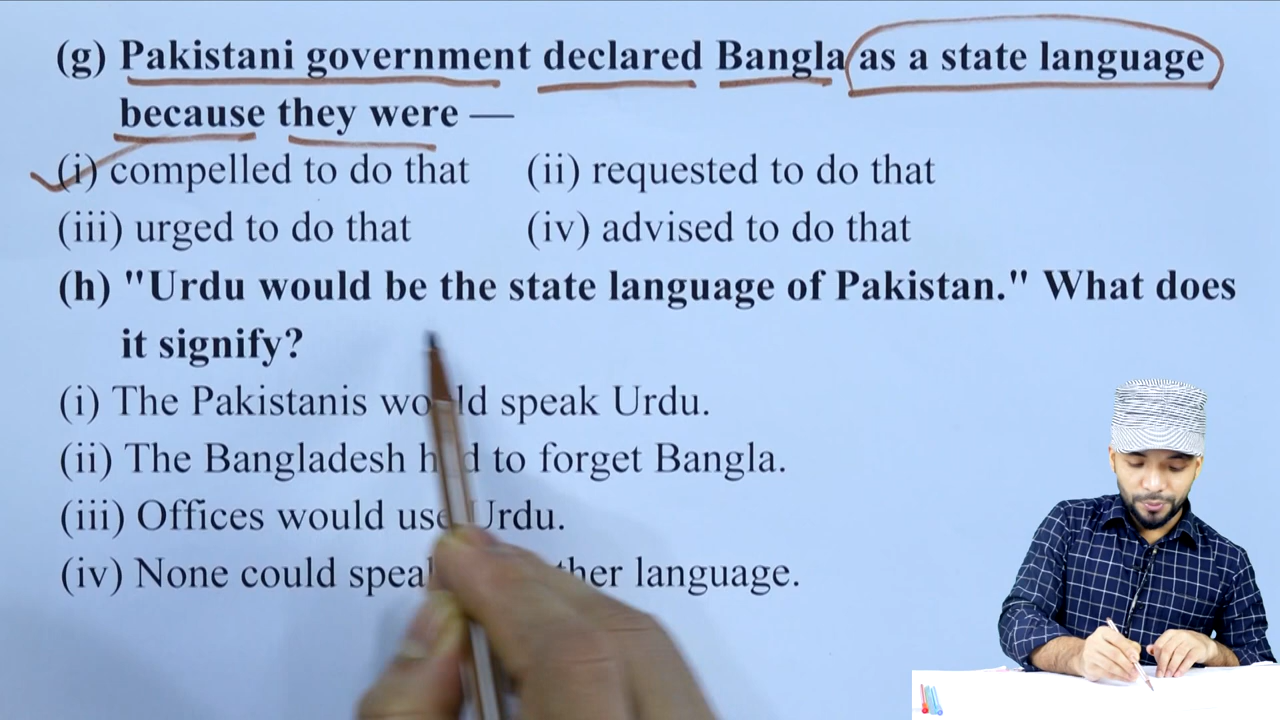 (g) Pakistani government declared Bangla as a state language
because they were —
(i) compelled to do that (ii) requested to do that
(iii) urged to do that (iv) advised to do that
(h) "Urdu would be the state language of Pakistan." What does
it signify?
(i) The Pakistanis would speak Urdu.
(ii) The Bangladesh had to forget Bangla.
(iii) Offices would use Urdu.
(iv) None could speak language.